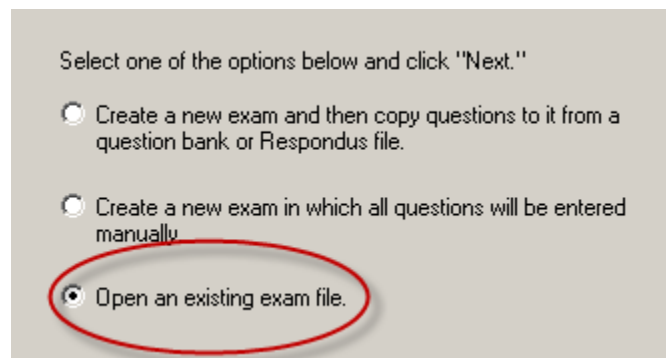 Select one of the options below and click "Next."
Create a new exam and then copy questions to it from a
question bank or Respondus file.
Create a new exam in which all questions will be entered
manually.
Open an existing exam file.